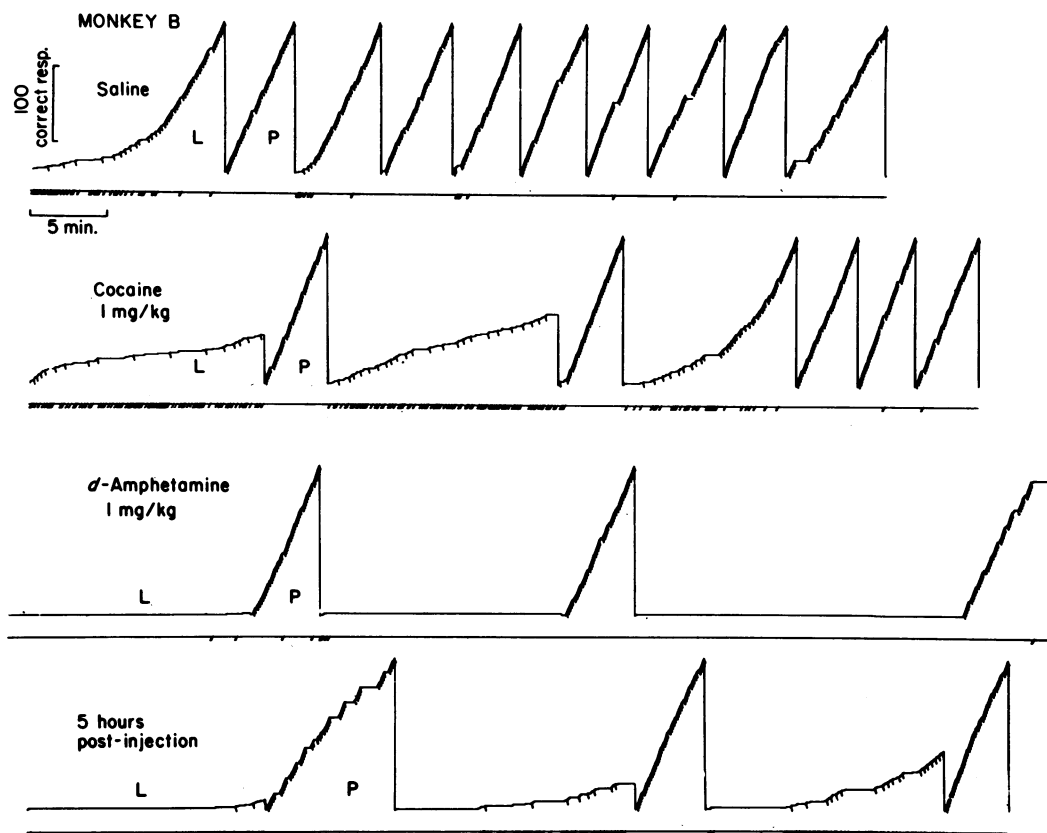 MONKEY B
100
correct resp.
Saline
L
P
5 min.
Cocaine
1 mg/kg
L
P
d-Amphetamine
1 mg/kg
L
P
5 hours
post-injection
L
P